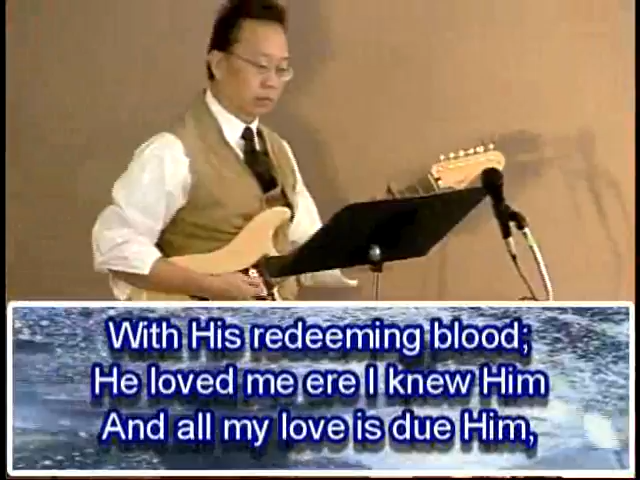 With His redeeming blood;
He loved me ere I knew Him
And all my love is due Him,